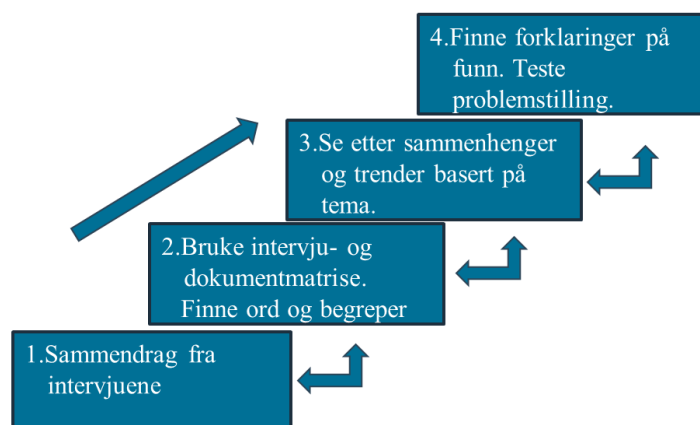 4.Finne forklaringer på
funn. Teste
problemstilling.
3.Se etter sammenhenger
og trender basert på
tema.
2.Bruke intervju- og
dokumentmatrise.
Finne ord og begreper
1.Sammendrag fra
intervjuene